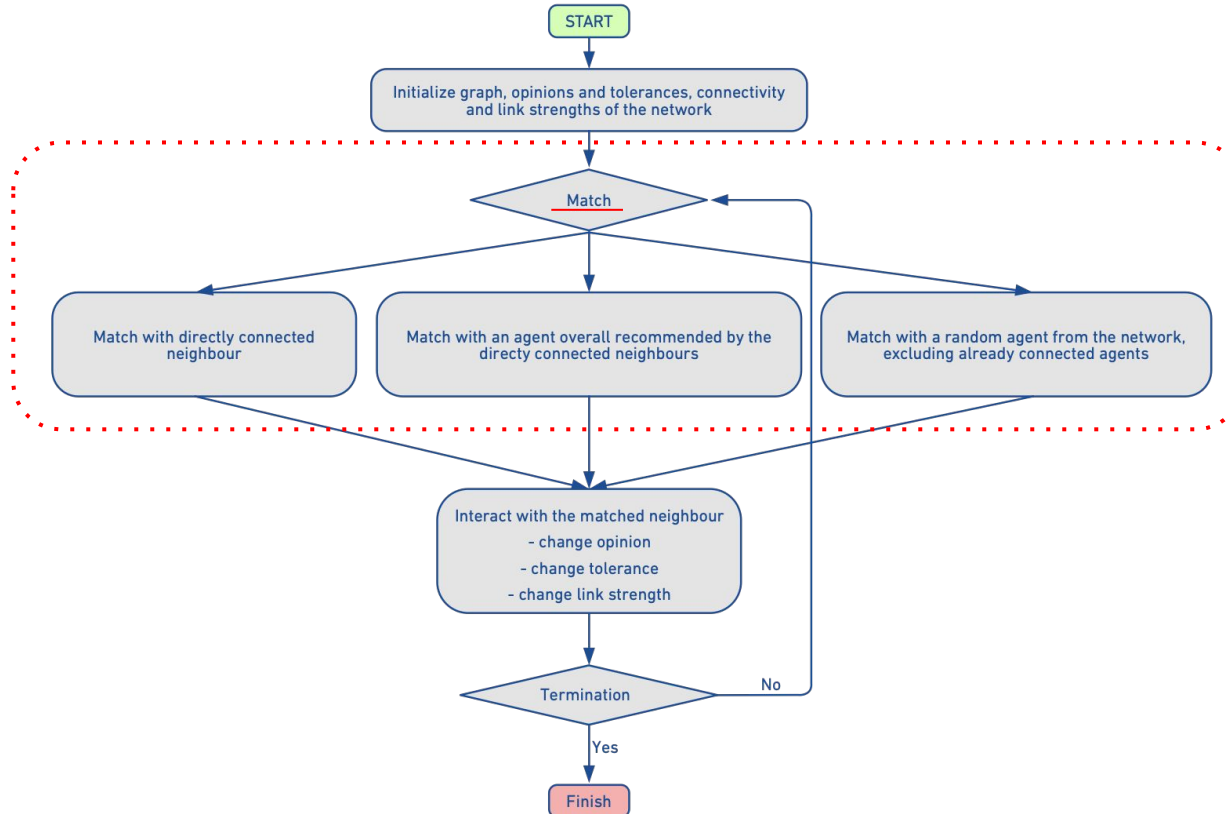 START
Initialize graph, opinions and tolerances, connectivity
and link strengths of the network
Match
Match with directly connected
neighbour
Match with an agent overall recommended by the
directy connected neighbours
Match with a random agent from the network,
excluding already connected agents
Interact with the matched neighbour
- change opinion
- change tolerance
- change link strength
Termination
No
Yes
Finish